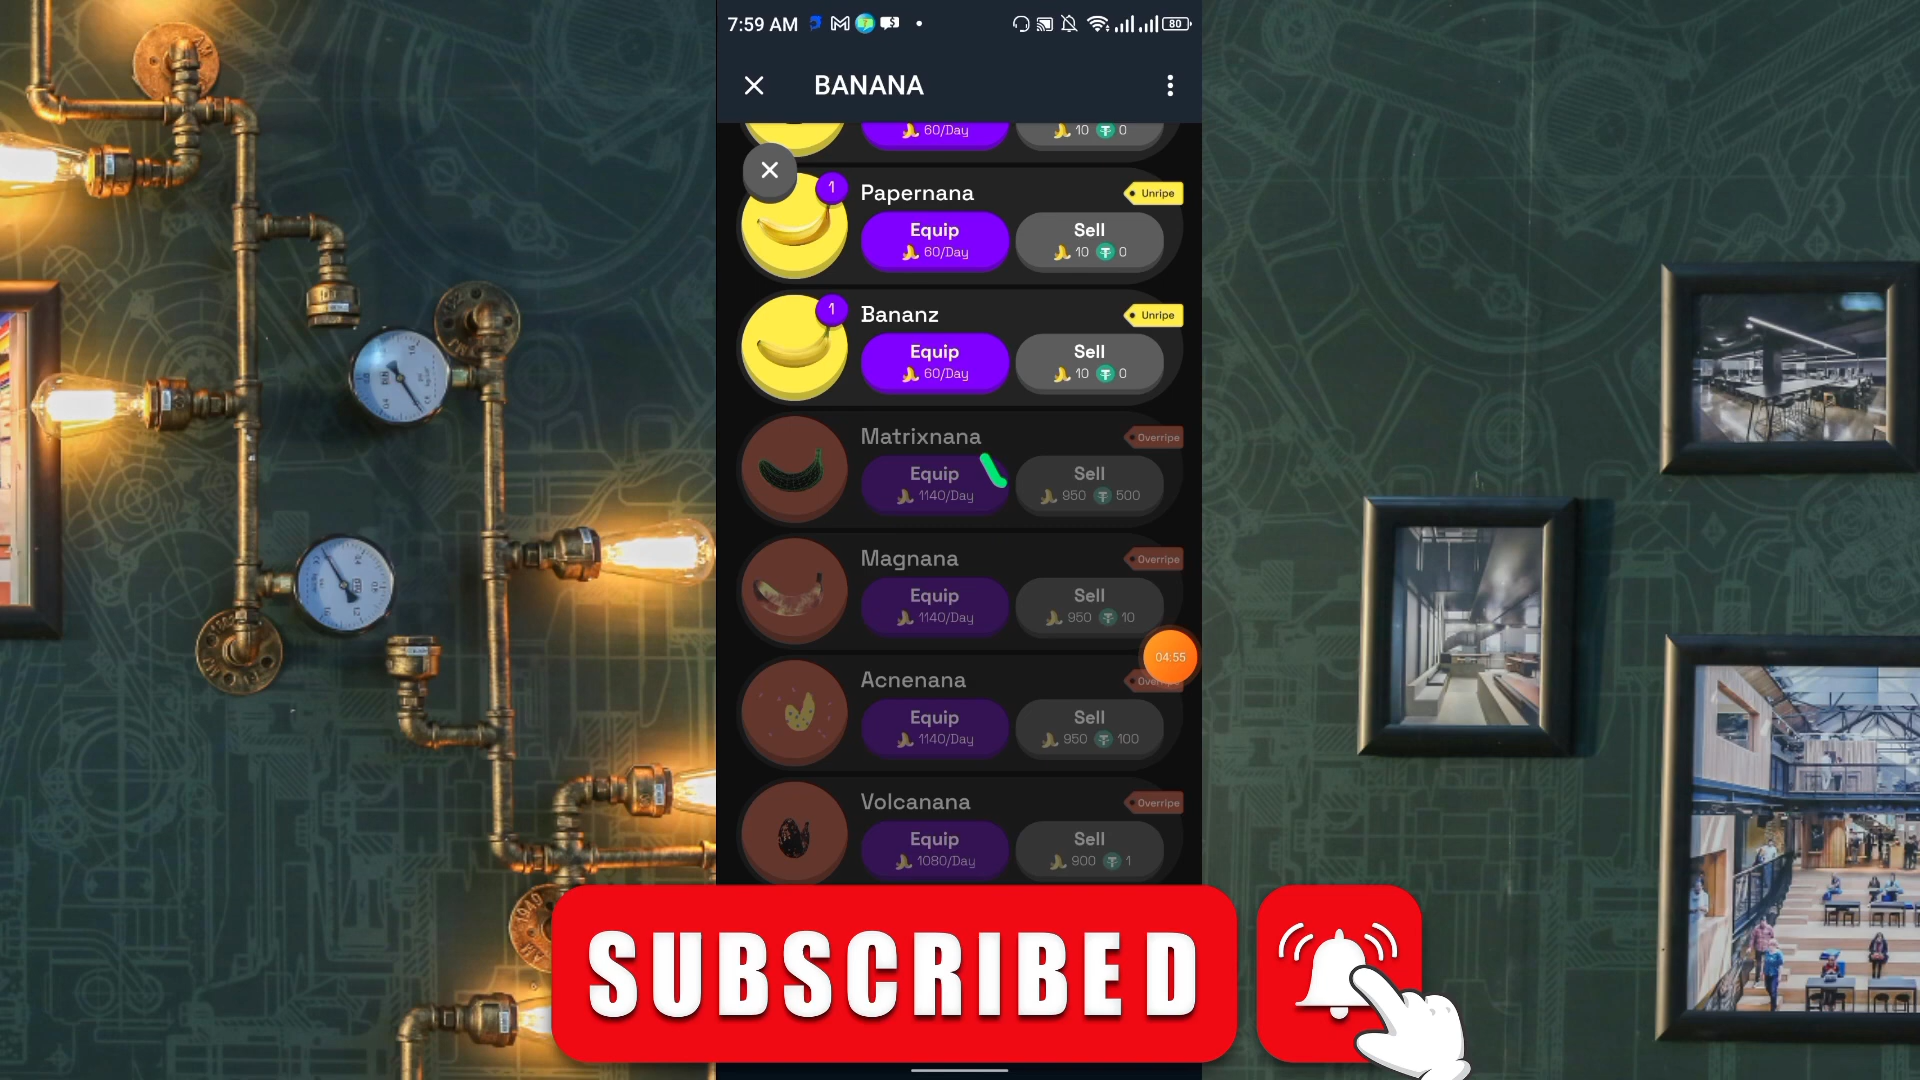 7:59 AM
80
BANANA
60/Day
10 0
1
Papernana
Unripe
Equip
Sell
60/Day
10 0
1
Bananz
Unripe
Equip
Sell
60/Day
10 0
Matrixnana
Overripe
Equip
Sell
1140/Day
950 500
Magnana
Overripe
Equip
Sell
1140/Day
950 10
04:55
Acnenana
Equip
Sell
1140/Day
950 100
Volcanana
Overripe
Equip
Sell
1080/Day
900 1
1940
SUBSCRIBED